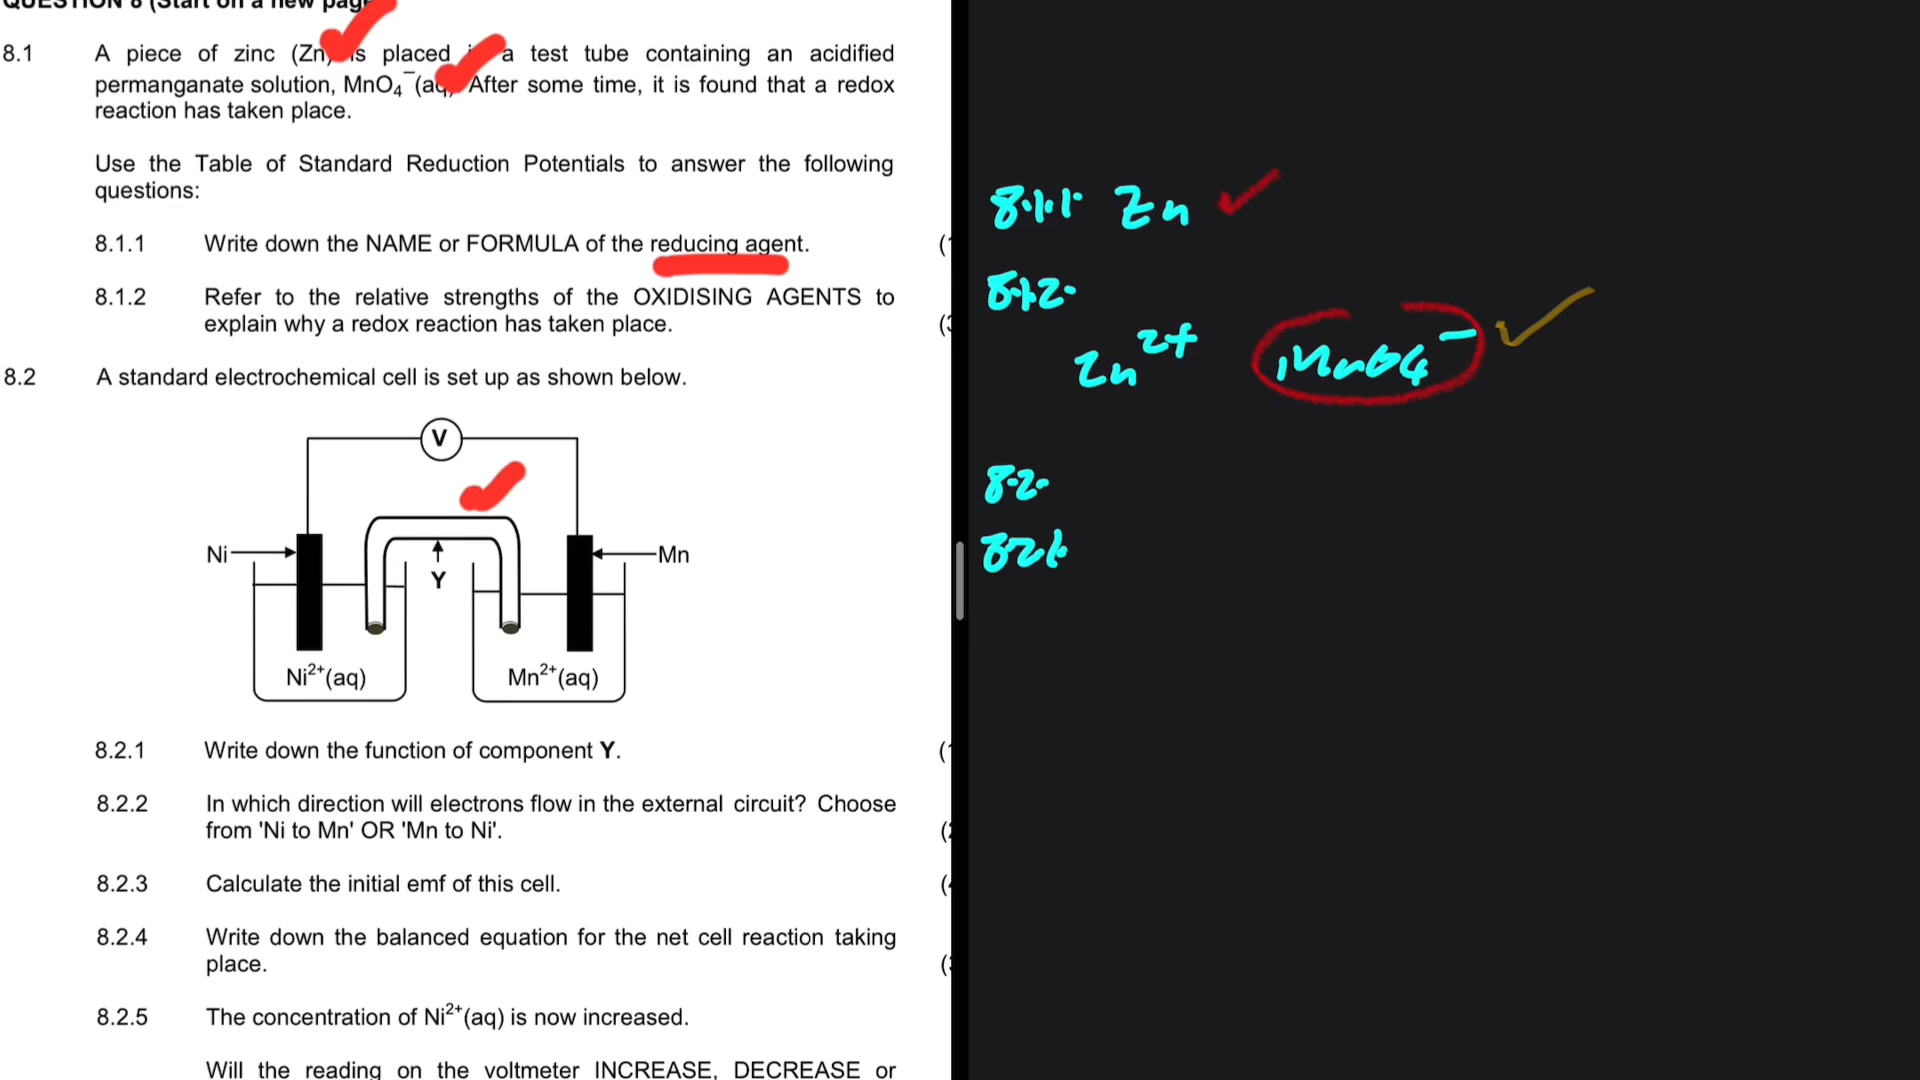 QUESTION 8 (Start on a new page
8.1 A piece of zinc (Zn) is placed a test tube containing an acidified
permanganate solution, MnO₄⁻(aq) After some time, it is found that a redox
reaction has taken place.
Use the Table of Standard Reduction Potentials to answer the following
questions:
8.1.1 Write down the NAME or FORMULA of the reducing agent. (1
8.1.2 Refer to the relative strengths of the OXIDISING AGENTS to
explain why a redox reaction has taken place. (3
8.2 A standard electrochemical cell is set up as shown below.
V
Ni
Mn
Y
Ni²⁺(aq)
Mn²⁺(aq)
8.2.1 Write down the function of component Y. (1
8.2.2 In which direction will electrons flow in the external circuit? Choose
from 'Ni to Mn' OR 'Mn to Ni'. (2
8.2.3 Calculate the initial emf of this cell. (4
8.2.4 Write down the balanced equation for the net cell reaction taking
place. (3
8.2.5 The concentration of Ni²⁺(aq) is now increased.
Will the reading on the voltmeter INCREASE, DECREASE or
8.1.1 Zn
8.1.2.
Zn²⁺ MnO4⁻
8.2.
8.2.1.